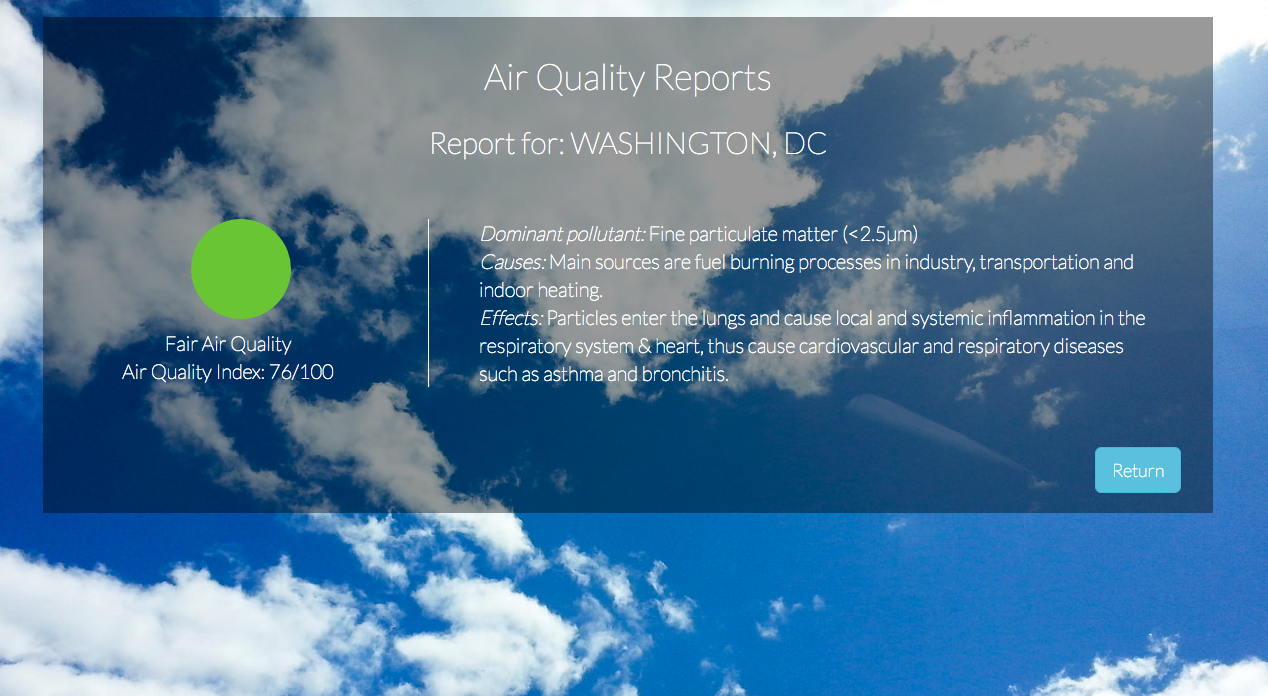 Air Quality Reports
Report for: WASHINGTON, DC
Fair Air Quality
Air Quality Index: 76/100
Dominant pollutant: Fine particulate matter (<2.5µm)
Causes: Main sources are fuel burning processes in industry, transportation and
indoor heating.
Effects: Particles enter the lungs and cause local and systemic inflammation in the
respiratory system & heart, thus cause cardiovascular and respiratory diseases
such as asthma and bronchitis.
Return